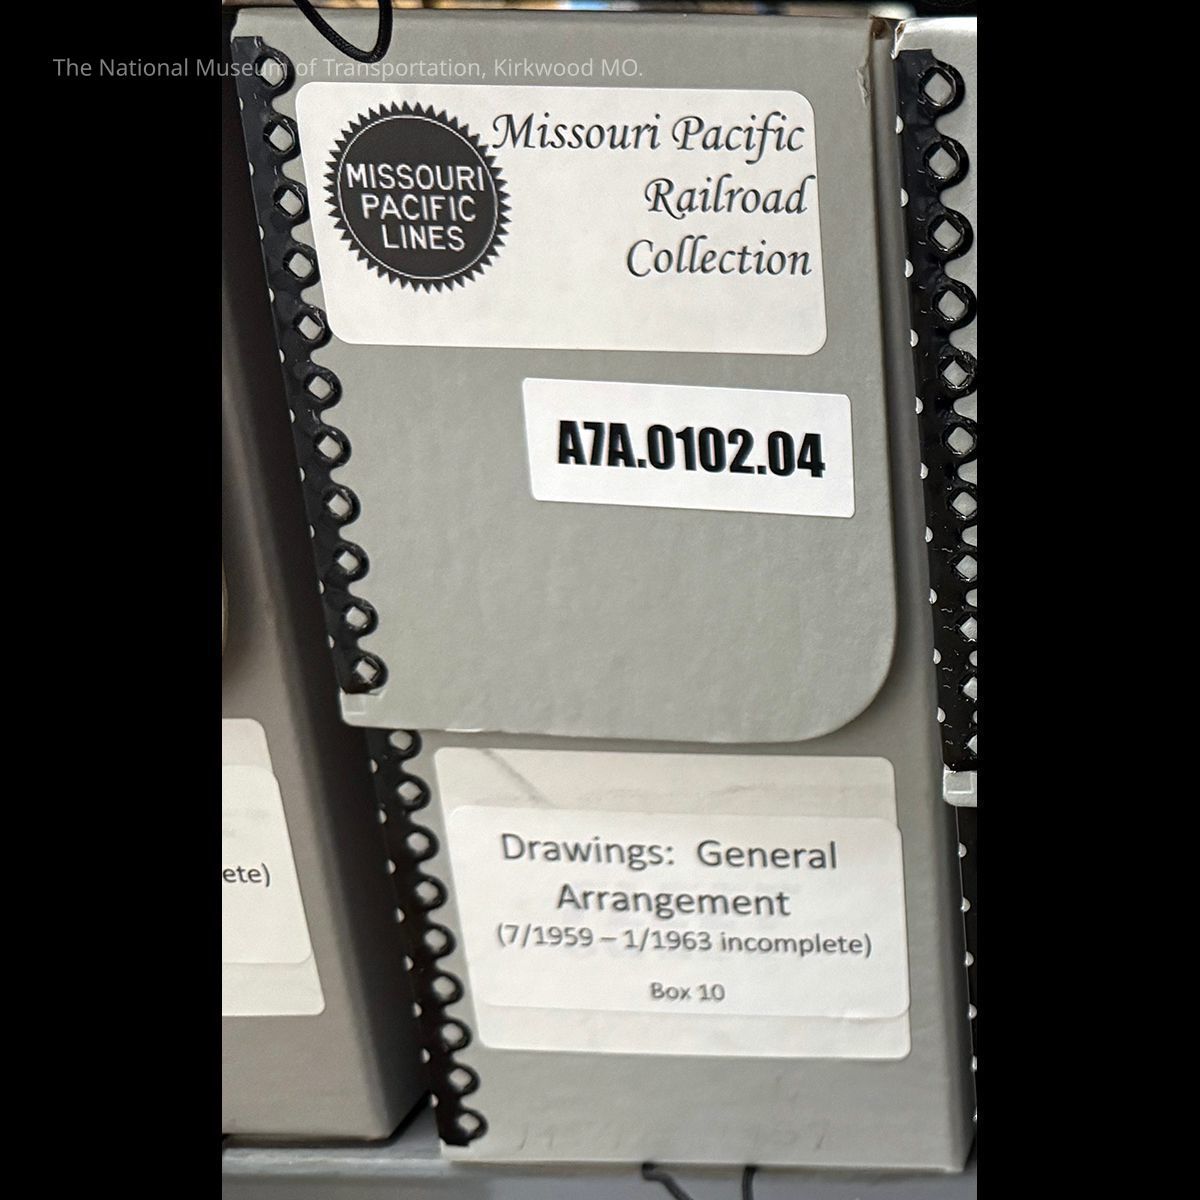 The National Museum of Transportation, Kirkwood MO.
MISSOURI
PACIFIC
LINES
Missouri Pacific
Railroad
Collection
A7A.0102.04
ete)
Drawings: General
Arrangement
(7/1959 – 1/1963 incomplete)
Box 10